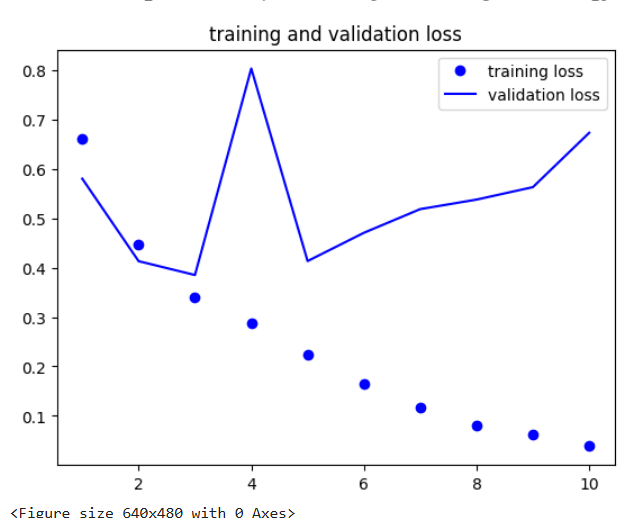 training and validation loss
training loss
validation loss
0.8
0.7
0.6
0.5
0.4
0.3
0.2
0.1
2 4 6 8 10
<Figure size 640x480 with 0 Axes>